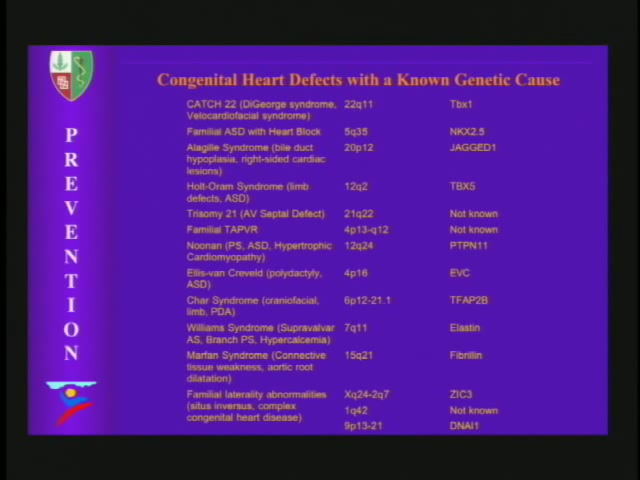 Congenital Heart Defects with a Known Genetic Cause
PREVENTION
CATCH 22 (DiGeorge syndrome, 22q11 Tbx1
Velocardiofacial syndrome)
Familial ASD with Heart Block 5q35 NKX2.5
Alagille Syndrome (bile duct 20p12 JAGGED1
hypoplasia, right-sided cardiac
lesions)
Holt-Oram Syndrome (limb 12q2 TBX5
defects, ASD)
Trisomy 21 (AV Septal Defect) 21q22 Not known
Familial TAPVR 4p13-q12 Not known
Noonan (PS, ASD, Hypertrophic 12q24 PTPN11
Cardiomyopathy)
Ellis-van Creveld (polydactyly, 4p16 EVC
ASD)
Char Syndrome (craniofacial, 6p12-21.1 TFAP2B
limb, PDA)
Williams Syndrome (Supravalvar 7q11 Elastin
AS, Branch PS, Hypercalcemia)
Marfan Syndrome (Connective 15q21 Fibrillin
tissue weakness, aortic root
dilatation)
Familial laterality abnormalities Xq24-2q7 ZIC3
(situs inversus, complex 1q42 Not known
congenital heart disease)
9p13-21 DNAI1